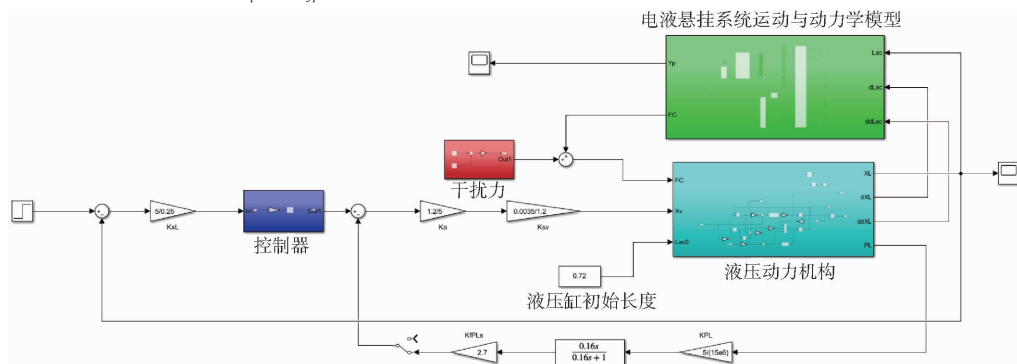 电液悬挂系统运动与动力学模型
Yp
FC
Lac
dLac
ddLac
Out1
干扰力
FC
Xv
Lac0
XL
dXL
ddXL
PL
液压动力机构
5/0.25
KxL
In1
Out1
控制器
1.2/5
Ka
0.0035/1.2
Ksv
0.72
液压缸初始长度
KfPLs
2.7
0.16s
0.16s+1
KPL
5/(15e6)